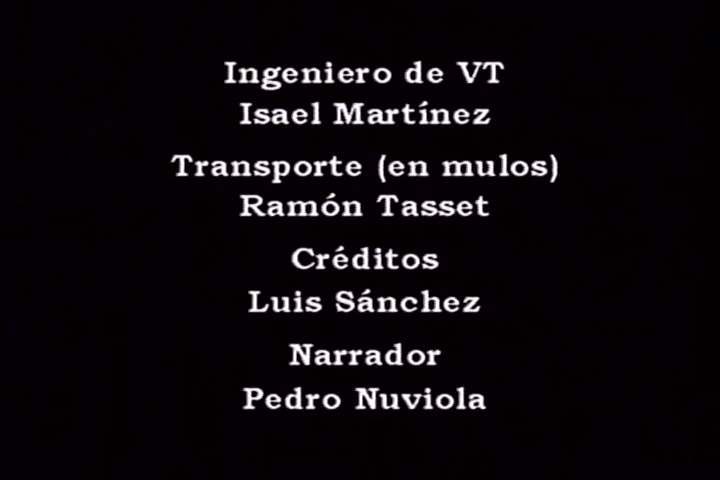 Ingeniero de VT
Isael Martínez
Transporte (en mulos)
Ramón Tasset
Créditos
Luis Sánchez
Narrador
Pedro Nuviola